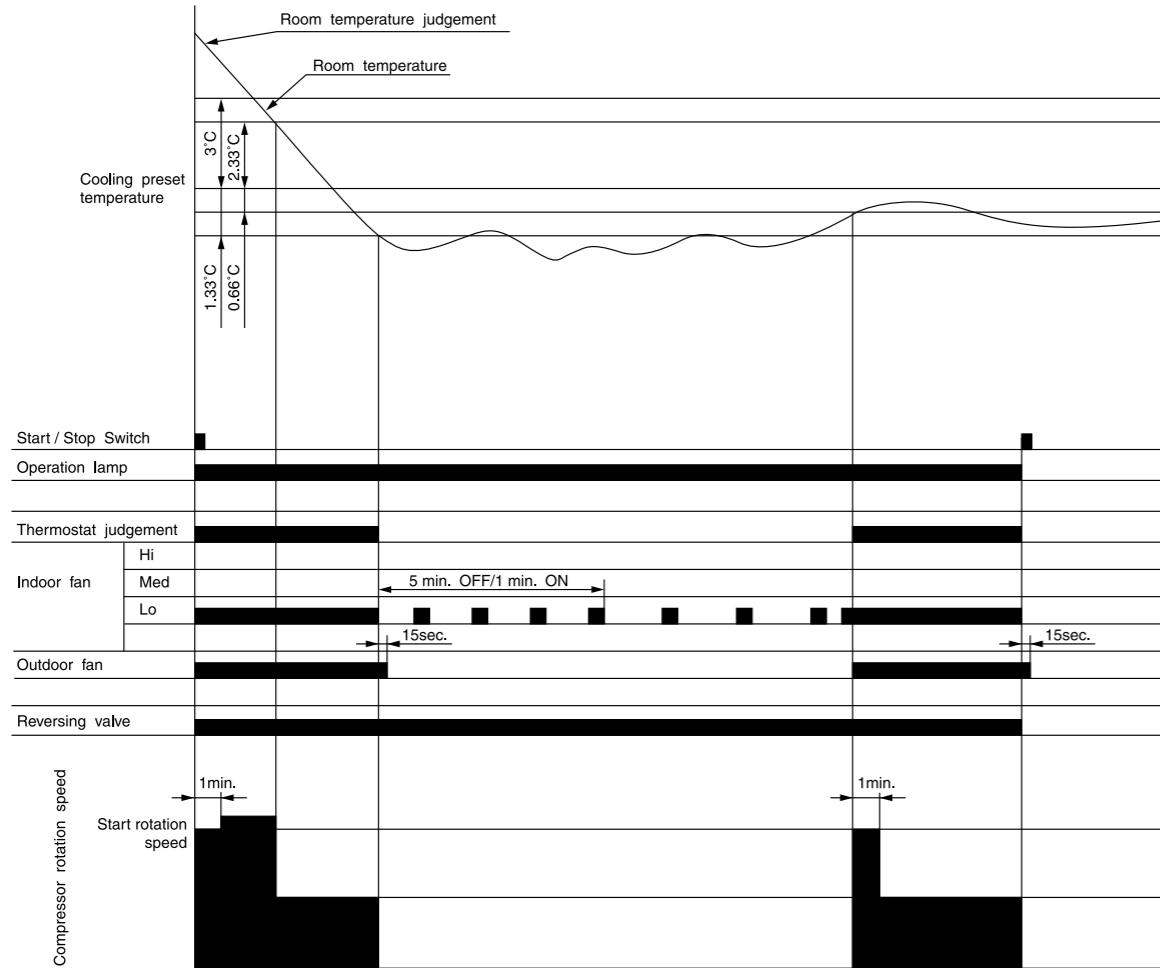 Room temperature judgement
Room temperature
3˚C
2.33˚C
Cooling preset
temperature
1.33˚C
0.66˚C
Start / Stop Switch
Operation lamp
Thermostat judgement
Indoor fan
Hi
Med
5 min. OFF/1 min. ON
Lo
15sec.
15sec.
Outdoor fan
Reversing valve
Compressor rotation speed
1min.
1min.
Start rotation
speed